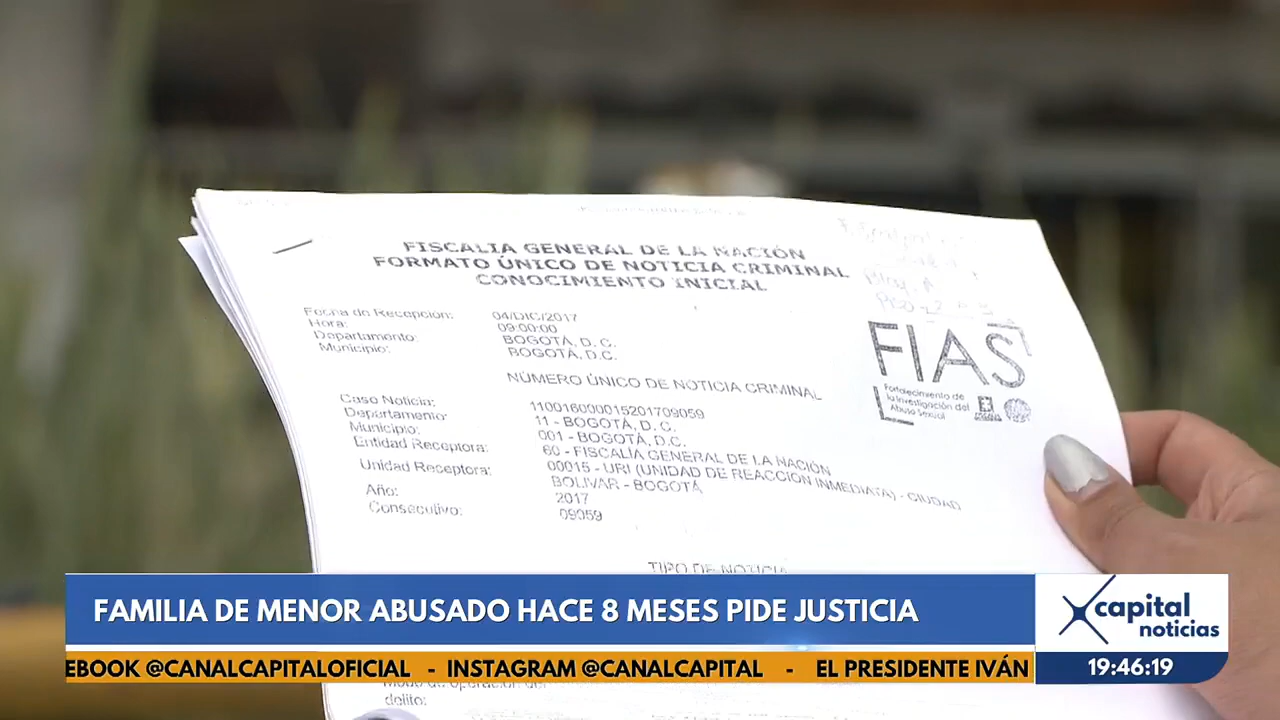 FISCALIA GENERAL DE LA NACIÓN
FORMATO ÚNICO DE NOTICIA CRIMINAL
CONOCIMIENTO INICIAL
Fecha de Recepción: 04/DIC/2017
Hora: 09:00:00
Departamento: BOGOTÁ, D. C.
Municipio: BOGOTÁ, D.C.
FIAS
Fortalecimiento de
la Investigación del
Abuso Sexual
NÚMERO ÚNICO DE NOTICIA CRIMINAL
Caso Noticia: 110016000015201709059
Departamento: 11 - BOGOTÁ, D. C.
Municipio: 001 - BOGOTÁ, D.C.
Entidad Receptora: 60 - FISCALÍA GENERAL DE LA NACIÓN
Unidad Receptora: 00015 - URI (UNIDAD DE REACCION INMEDIATA) - CIUDAD
BOLIVAR - BOGOTÁ
Año: 2017
Consecutivo: 09059
TIPO DE NOTICIA
FAMILIA DE MENOR ABUSADO HACE 8 MESES PIDE JUSTICIA
capital
noticias
EBOOK @CANALCAPITALOFICIAL - INSTAGRAM @CANALCAPITAL - EL PRESIDENTE IVÁN
19:46:19
delito: